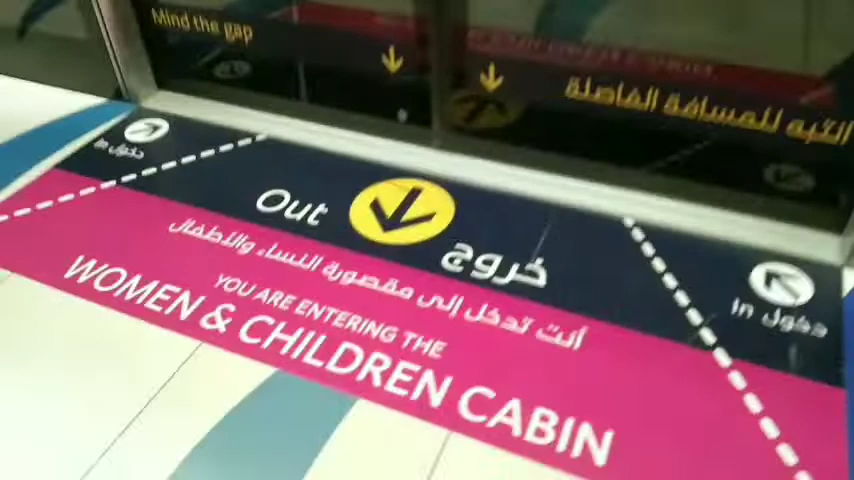 Mind the gap
انتبه للمسافة الفاصلة
دخول In
Out
خروج
In دخول
أنت تدخل إلى مقصورة النساء والأطفال
YOU ARE ENTERING THE
WOMEN & CHILDREN CABIN